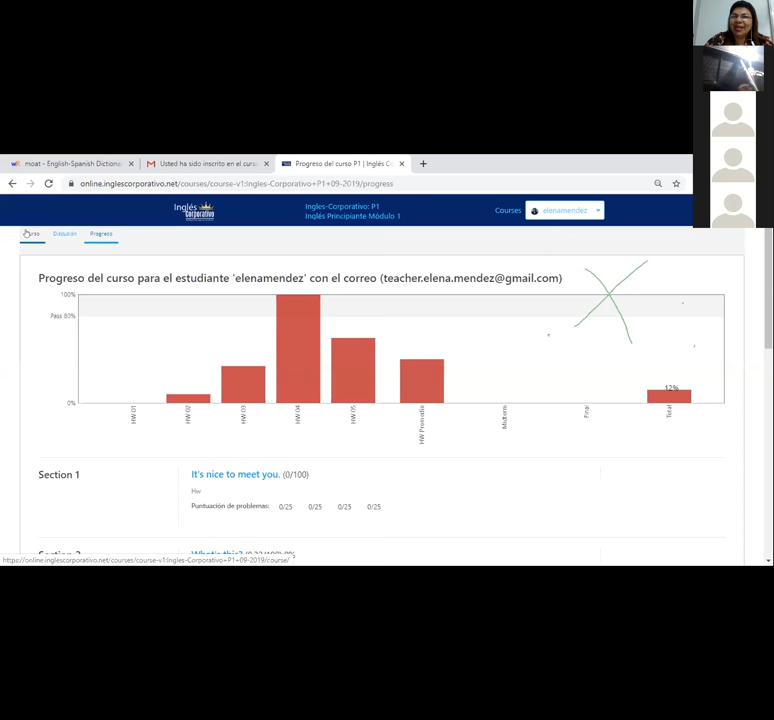 moat - English-Spanish Dictiona
Usted ha sido inscrito en el curs
Progreso del curso P1 | Inglés C
online.inglescorporativo.net/courses/course-v1:Ingles-Corporativo+P1+09-2019/progress
Inglés Corporativo
Ingles-Corporativo: P1
Inglés Principiante Módulo 1
Courses
elenamendez
Discusión
Progreso
Progreso del curso para el estudiante 'elenamendez' con el correo (teacher.elena.mendez@gmail.com)
100%
Pass 80%
0%
12%
HW 01
HW 02
HW 03
HW 04
HW 05
HW Promedio
Midterm
Final
Total
Section 1
It's nice to meet you. (0/100)
Hw
Puntuación de problemas: 0/25 0/25 0/25 0/25
What's this?
https://online.inglescorporativo.net/courses/course-v1:Ingles-Corporativo+P1+09-2019/course/